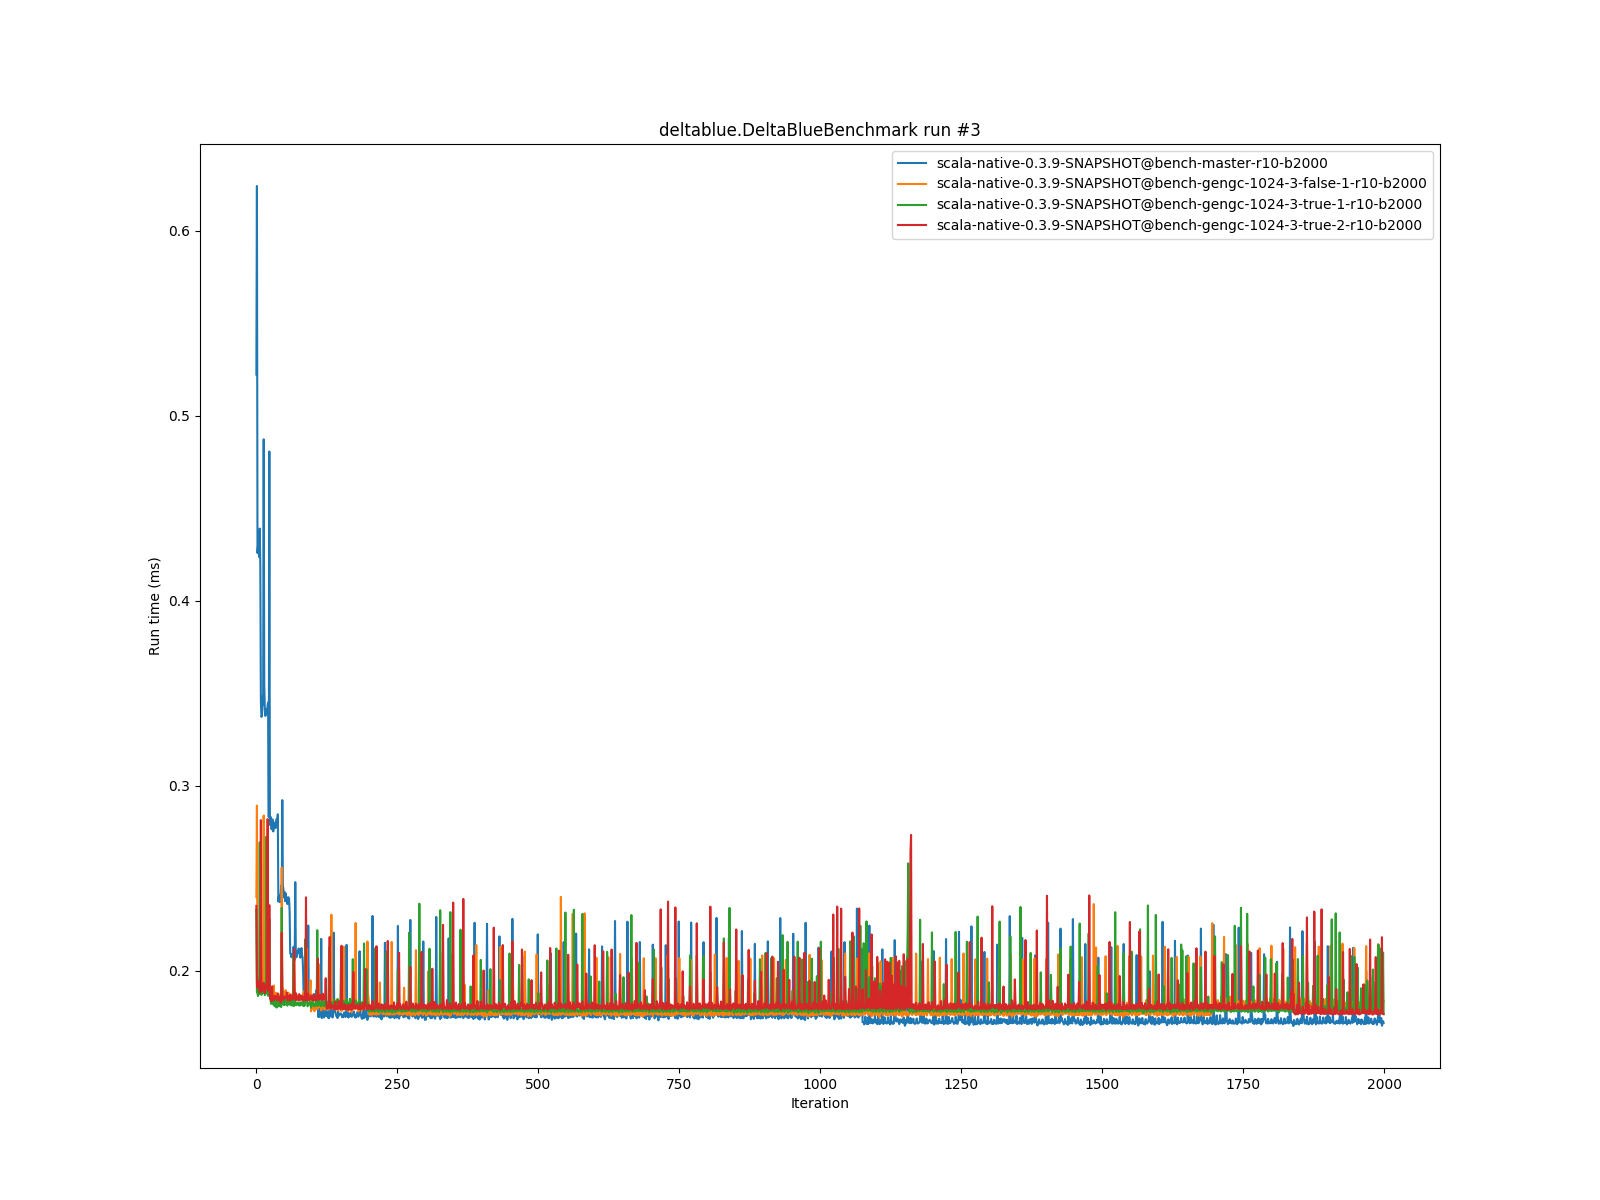 deltablue.DeltaBlueBenchmark run #3
scala-native-0.3.9-SNAPSHOT@bench-master-r10-b2000
scala-native-0.3.9-SNAPSHOT@bench-gengc-1024-3-false-1-r10-b2000
scala-native-0.3.9-SNAPSHOT@bench-gengc-1024-3-true-1-r10-b2000
scala-native-0.3.9-SNAPSHOT@bench-gengc-1024-3-true-2-r10-b2000
0.6
0.5
0.4
0.3
0.2
Run time (ms)
0 250 500 750 1000 1250 1500 1750 2000
Iteration